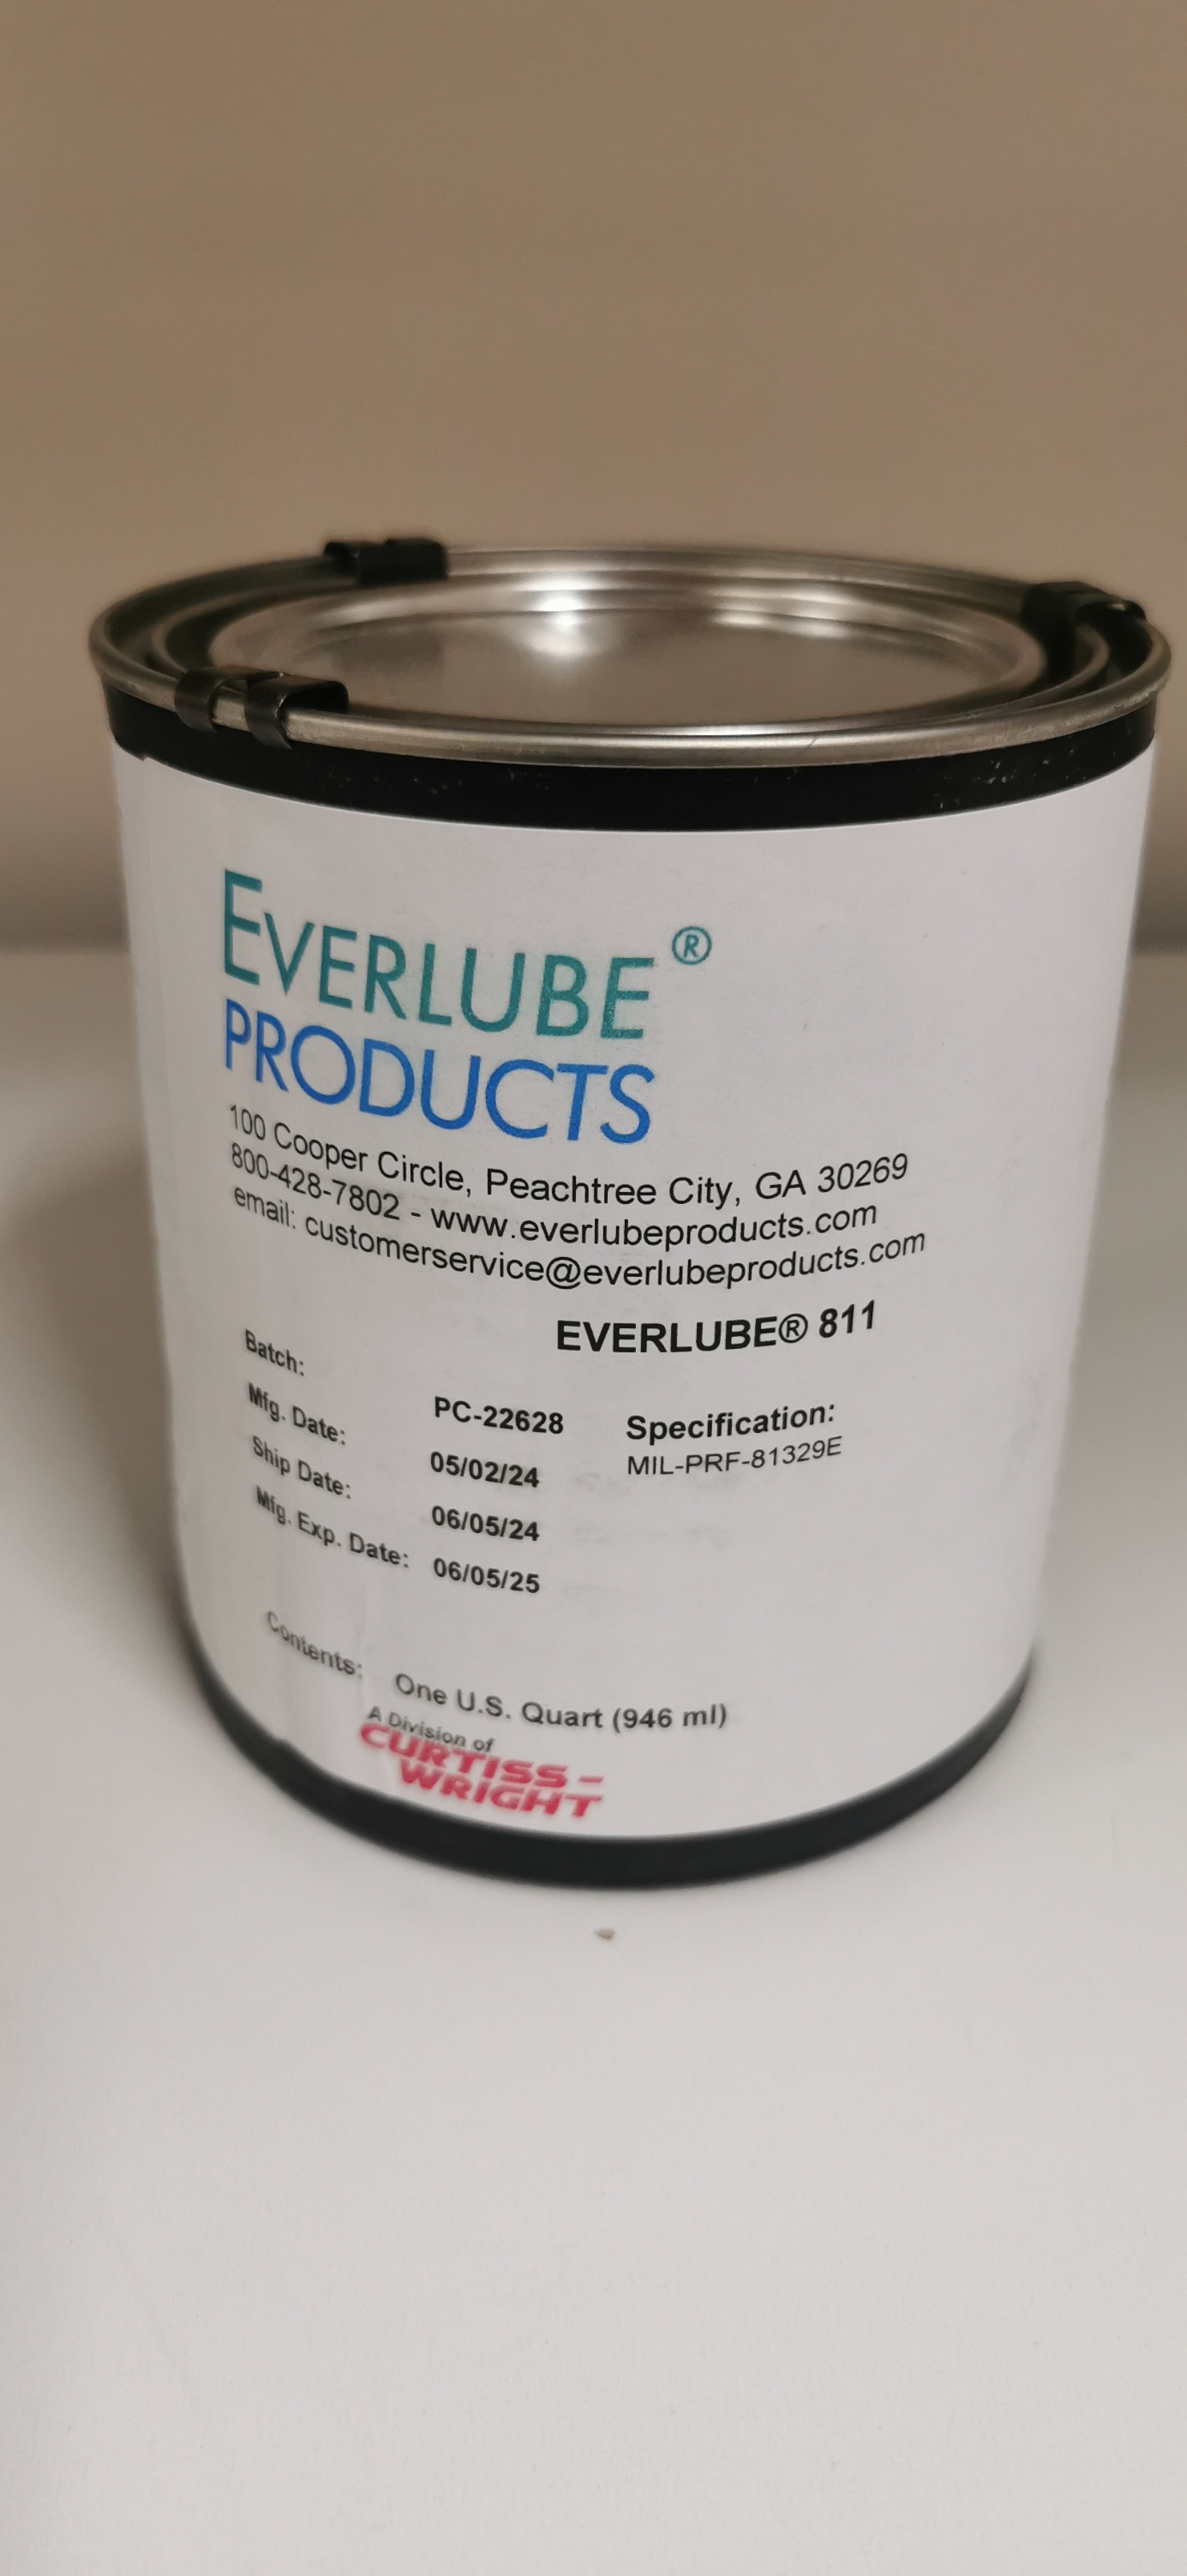 EVERLUBE®
PRODUCTS
100 Cooper Circle, Peachtree City, GA 30269
800-428-7802 - www.everlubeproducts.com
email: customerservice@everlubeproducts.com
EVERLUBE® 811
Batch: PC-22628
Mfg. Date: 05/02/24
Ship Date: 06/05/24
Mfg. Exp. Date: 06/05/25
Specification:
MIL-PRF-81329E
Contents: One U.S. Quart (946 ml)
A Division of
CURTISS-
WRIGHT